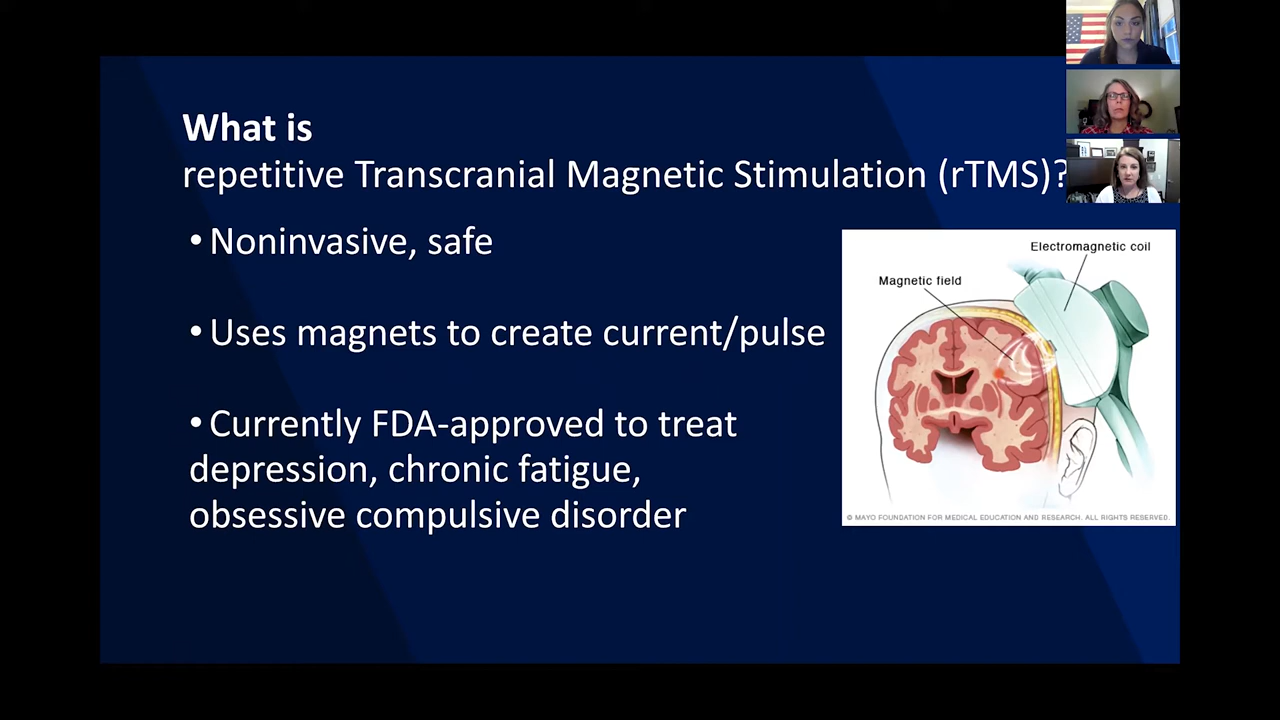 What is
repetitive Transcranial Magnetic Stimulation (rTMS)?
• Noninvasive, safe
• Uses magnets to create current/pulse
• Currently FDA-approved to treat
depression, chronic fatigue,
obsessive compulsive disorder
Electromagnetic coil
Magnetic field
© MAYO FOUNDATION FOR MEDICAL EDUCATION AND RESEARCH. ALL RIGHTS RESERVED.